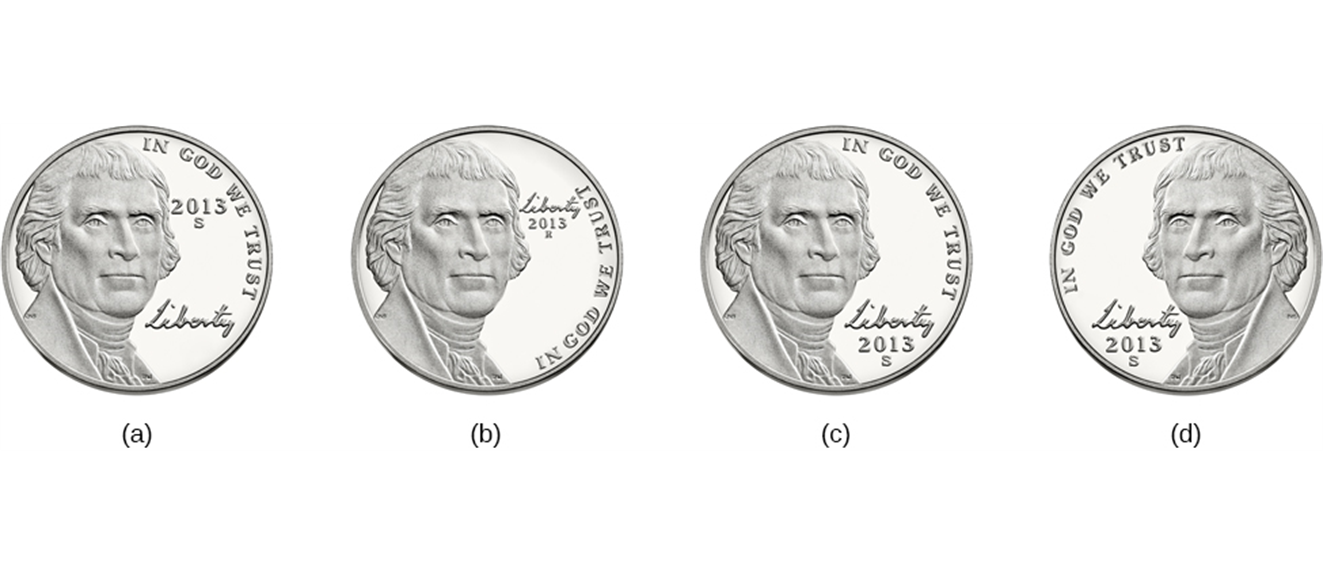 IN GOD WE TRUST
2013
S
Liberty
(a)
Liberty
2013
R
IN GOD WE TRUST
(b)
IN GOD WE TRUST
Liberty
2013
S
(c)
IN GOD WE TRUST
Liberty
2013
S
(d)